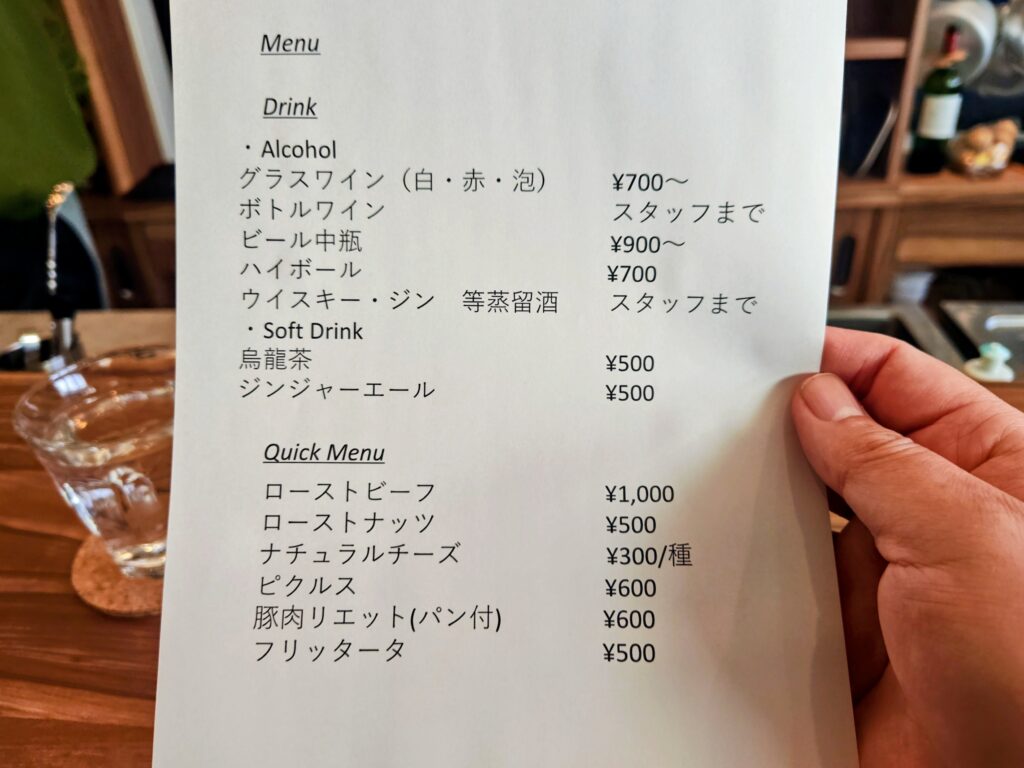 Menu
Drink
・Alcohol
グラスワイン（白・赤・泡） ¥700～
ボトルワイン スタッフまで
ビール中瓶 ¥900～
ハイボール ¥700
ウイスキー・ジン　等蒸留酒 スタッフまで
・Soft Drink
烏龍茶 ¥500
ジンジャーエール ¥500
Quick Menu
ローストビーフ ¥1,000
ローストナッツ ¥500
ナチュラルチーズ ¥300/種
ピクルス ¥600
豚肉リエット(パン付) ¥600
フリッタータ ¥500